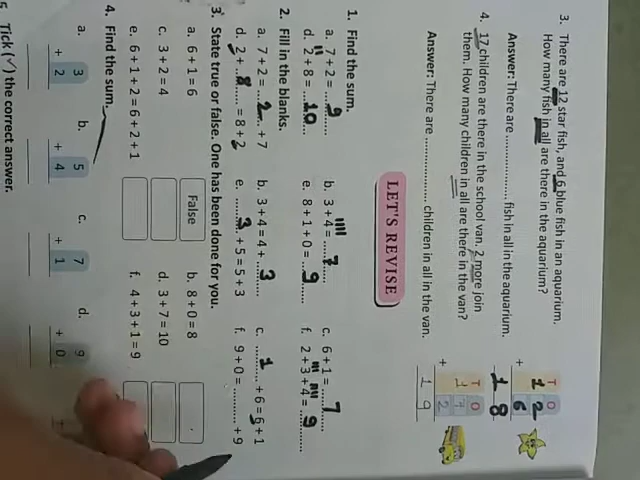 3. There are 12 star fish, and 6 blue fish in an aquarium.
How many fish in all are there in the aquarium?
Answer: There are .................. fish in all in the aquarium.
T O
1 2
+ 6
1 8
4. 17 children are there in the school van. 2 more join
them. How many children in all are there in the van?
Answer: There are .................. children in all in the van.
T O
1 7
+ 2
1 9
LET'S REVISE
1. Find the sum.
a. 7 + 2 = 9
b. 3 + 4 = 7
c. 6 + 1 = 7
d. 2 + 8 = 10
e. 8 + 1 + 0 = 9
f. 2 + 3 + 4 = 9
2. Fill in the blanks.
a. 7 + 2 = 2 + 7
b. 3 + 4 = 4 + 3
c. 1 + 6 = 6 + 1
d. 2 + 8 = 8 + 2
e. 3 + 5 = 5 + 3
f. 9 + 0 = .......... + 9
3. State true or false. One has been done for you.
a. 6 + 1 = 6 False
b. 8 + 0 = 8
c. 3 + 2 = 4
d. 3 + 7 = 10
e. 6 + 1 + 2 = 6 + 2 + 1
f. 4 + 3 + 1 = 9
4. Find the sum.
a. 3
+ 2
b. 5
+ 4
c. 7
+ 1
d. 9
+ 0
5. Tick (✓) the correct answer.